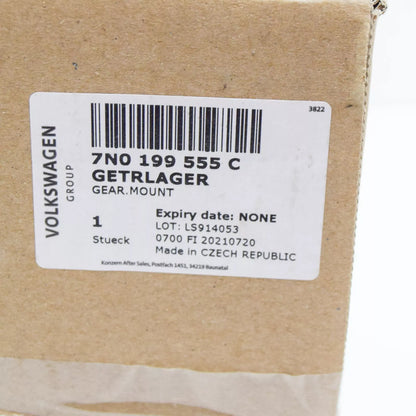 3822
VOLKSWAGEN
GROUP
7N0 199 555 C
GETRLAGER
GEAR.MOUNT
1
Stueck
Expiry date: NONE
LOT: LS914053
0700 FI 20210720
Made in CZECH REPUBLIC
Konzern After Sales, Postfach 1451, 34219 Baunatal